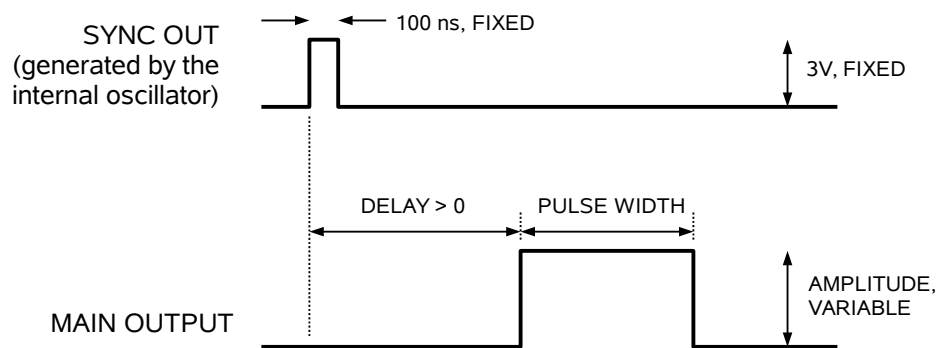 100 ns, FIXED
SYNC OUT
(generated by the
internal oscillator)
3V, FIXED
DELAY > 0
PULSE WIDTH
AMPLITUDE,
VARIABLE
MAIN OUTPUT